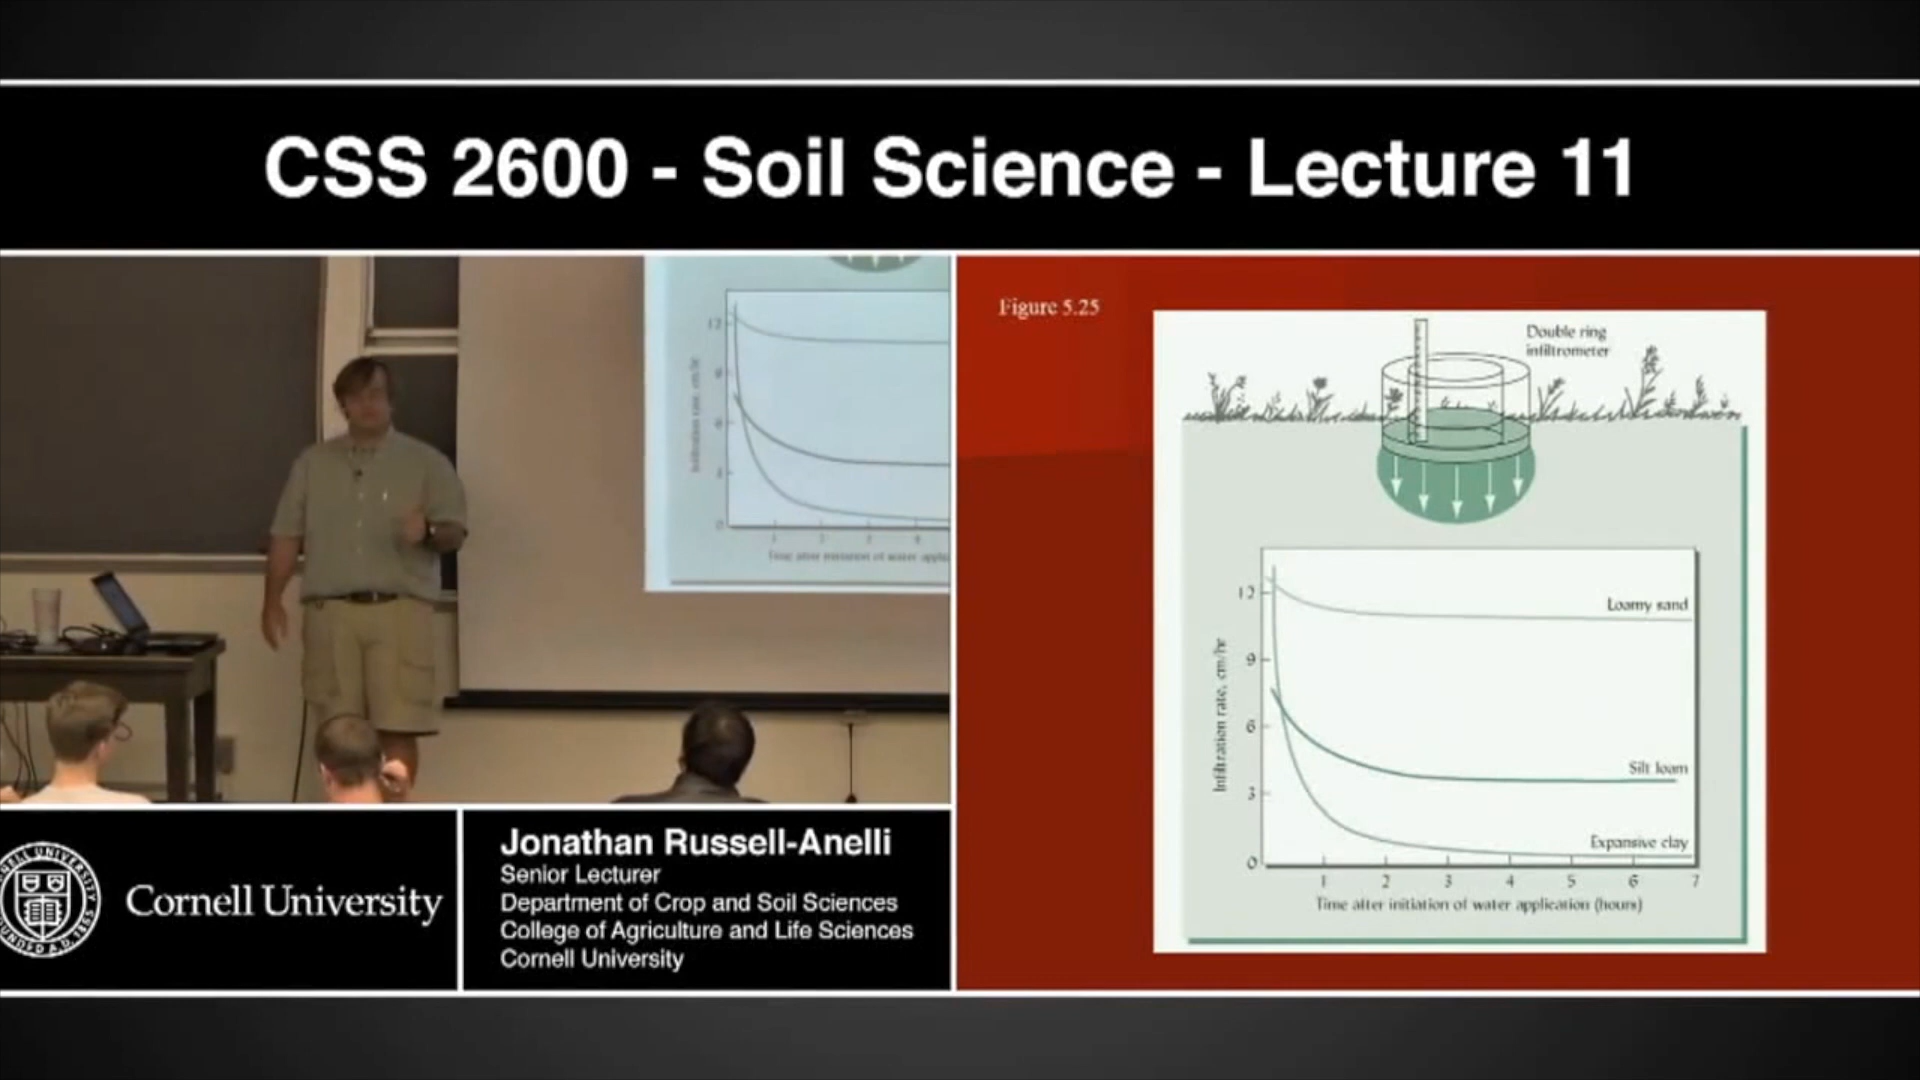 CSS 2600 - Soil Science - Lecture 11
Figure 5.25
Double ring
infiltrometer
12
9
6
3
0
Infiltration rate, cm/hr
Loamy sand
Silt loam
Expansive clay
1 2 3 4 5 6 7
Time after initiation of water application (hours)
Cornell University
Jonathan Russell-Anelli
Senior Lecturer
Department of Crop and Soil Sciences
College of Agriculture and Life Sciences
Cornell University